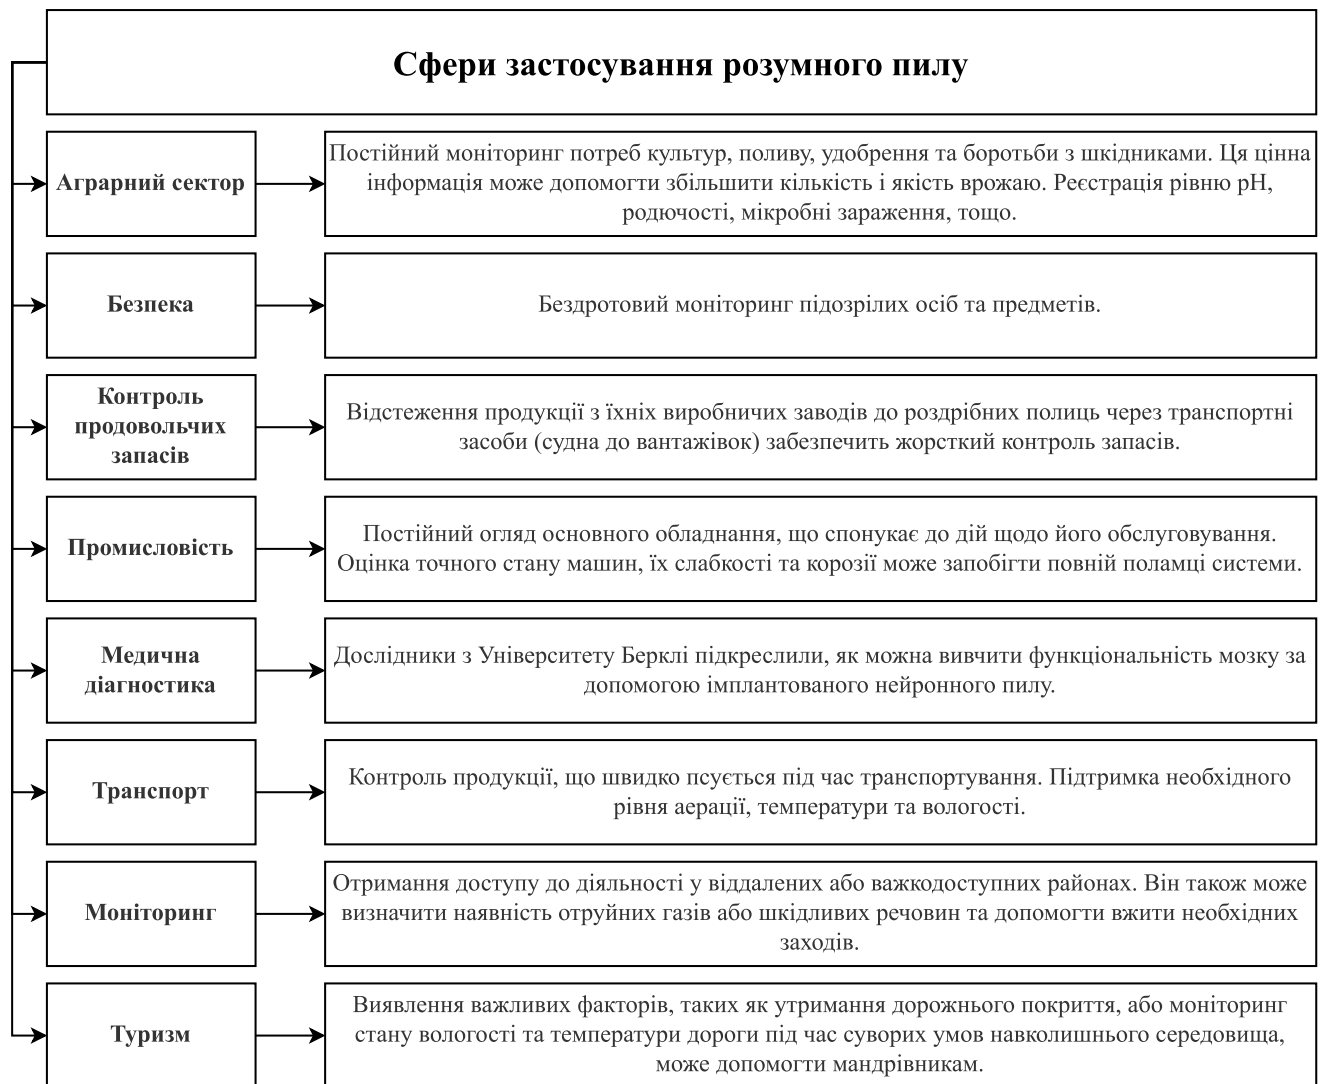 Сфери застосування розумного пилу
Аграрний сектор
Постійний моніторинг потреб культур, поливу, удобрення та боротьби з шкідниками. Ця цінна
інформація може допомогти збільшити кількість і якість врожаю. Реєстрація рівню pH,
родючості, мікробні зараження, тощо.
Безпека
Бездротовий моніторинг підозрілих осіб та предметів.
Контроль
продовольчих
запасів
Відстеження продукції з їхніх виробничих заводів до роздрібних полиць через транспортні
засоби (судна до вантажівок) забезпечить жорсткий контроль запасів.
Промисловість
Постійний огляд основного обладнання, що спонукає до дій щодо його обслуговування.
Оцінка точного стану машин, їх слабкості та корозії може запобігти повній поламці системи.
Медична
діагностика
Дослідники з Університету Берклі підкреслили, як можна вивчити функціональність мозку за
допомогою імплантованого нейронного пилу.
Транспорт
Контроль продукції, що швидко псується під час транспортування. Підтримка необхідного
рівня аерації, температури та вологості.
Моніторинг
Отримання доступу до діяльності у віддалених або важкодоступних районах. Він також може
визначити наявність отруйних газів або шкідливих речовин та допомогти вжити необхідних
заходів.
Туризм
Виявлення важливих факторів, таких як утримання дорожнього покриття, або моніторинг
стану вологості та температури дороги під час суворих умов навколишнього середовища,
може допомогти мандрівникам.